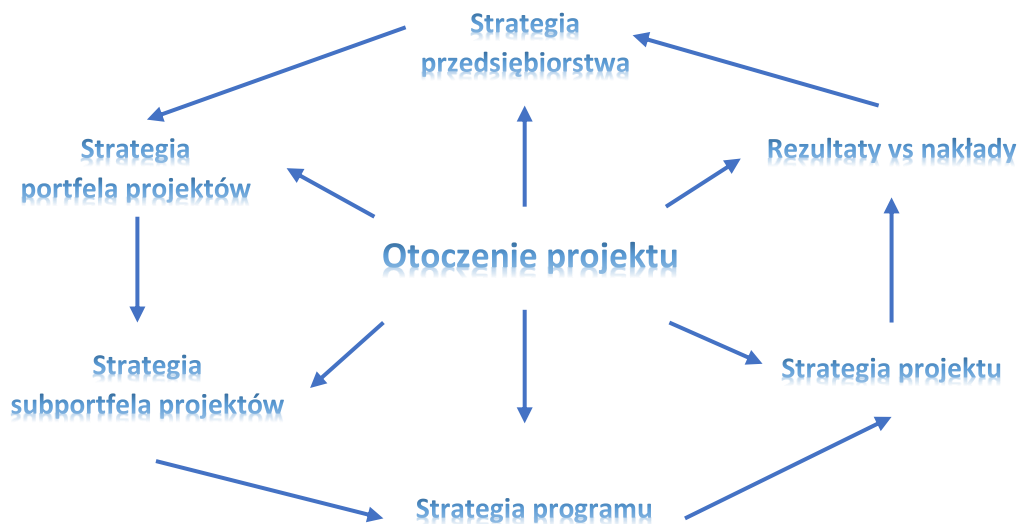 Strategia
przedsiębiorstwa
Strategia
portfela projektów
Rezultaty vs nakłady
Otoczenie projektu
Strategia
subportfela projektów
Strategia projektu
Strategia programu